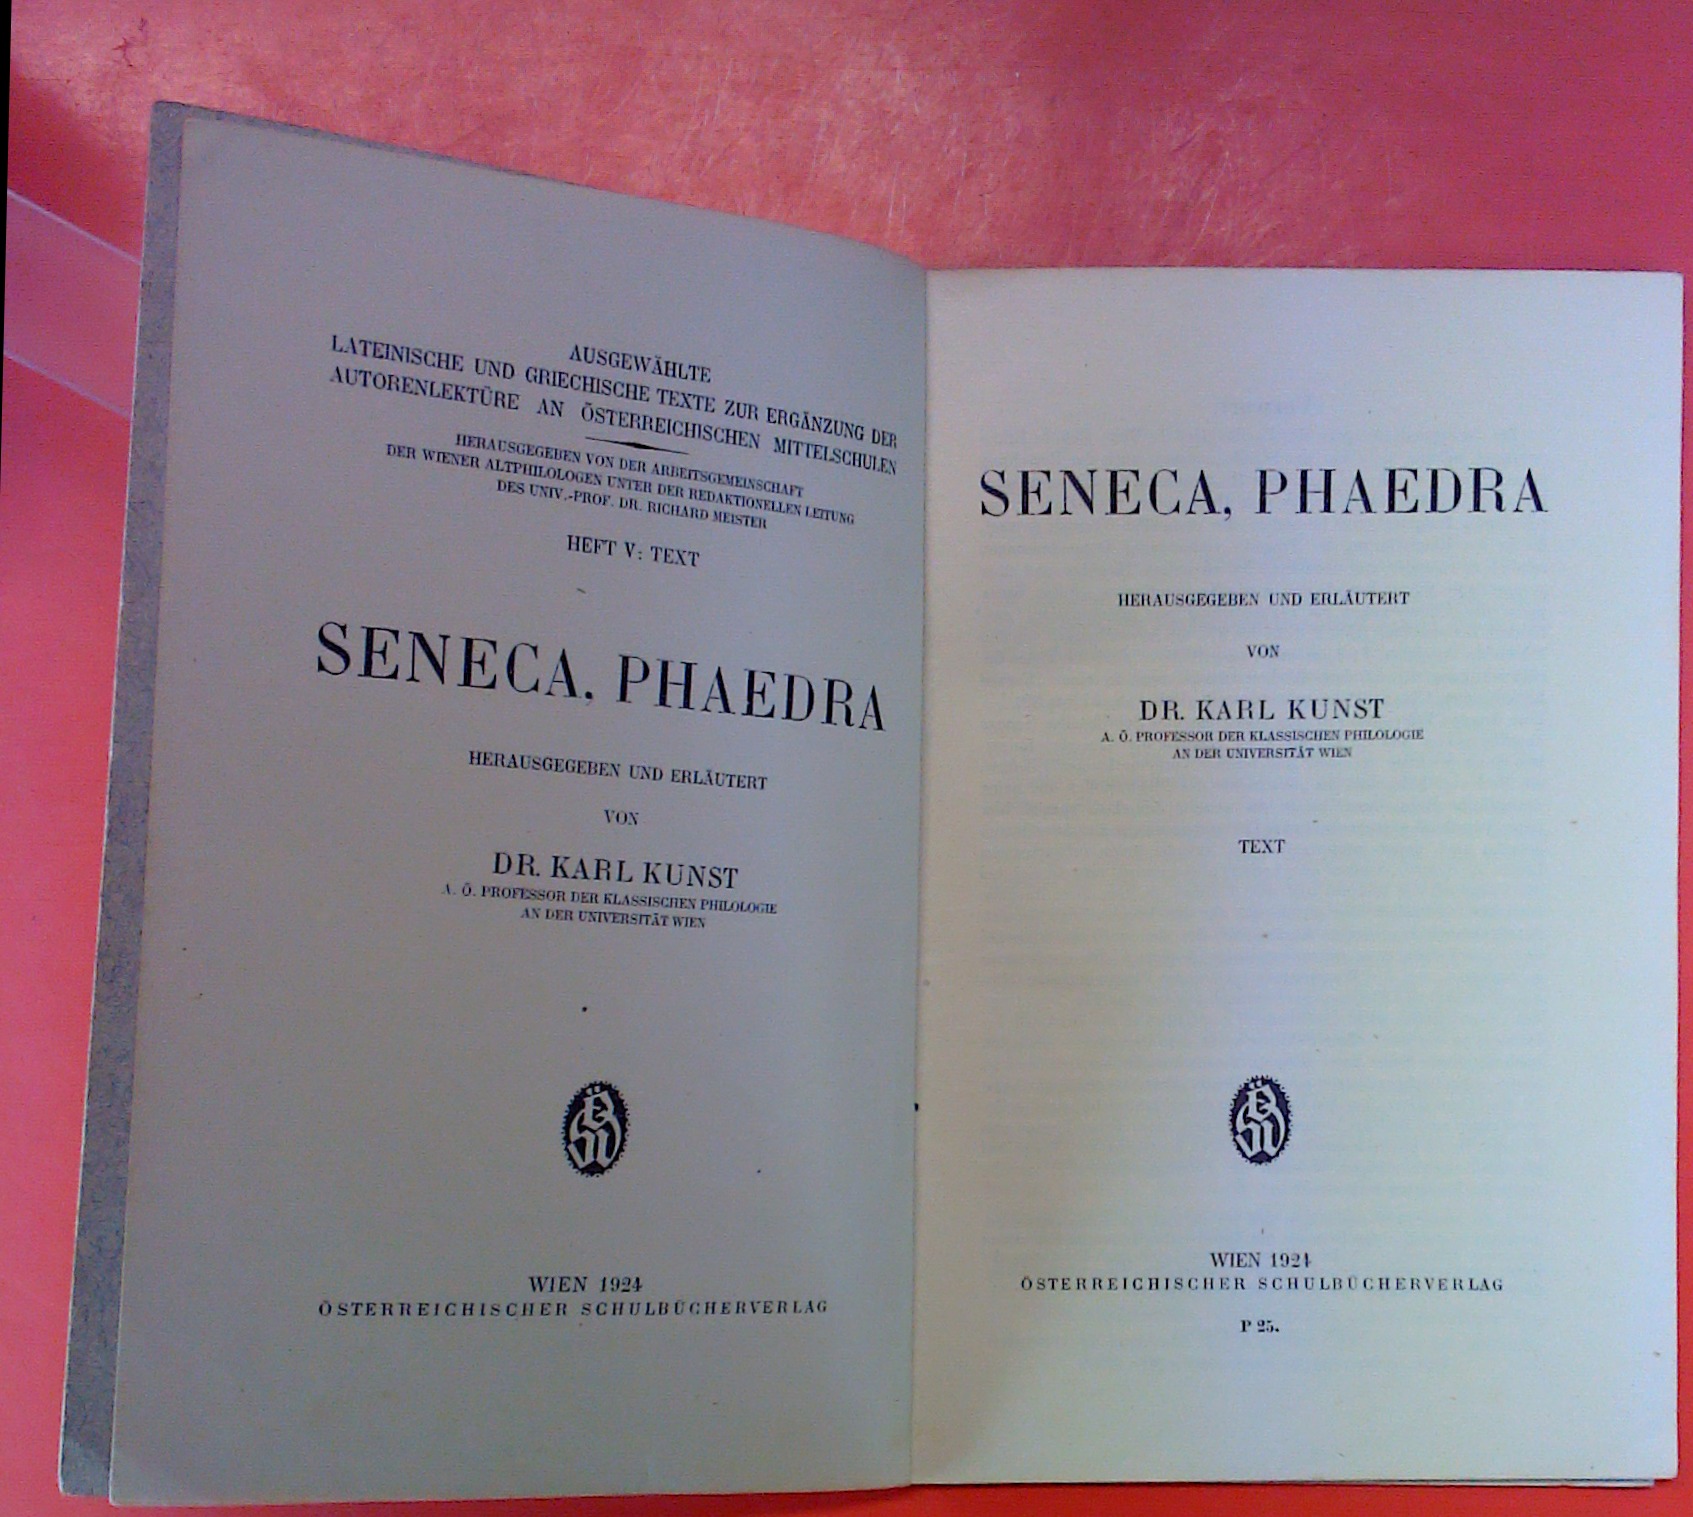 AUSGEWÄHLTE
LATEINISCHE UND GRIECHISCHE TEXTE ZUR ERGÄNZUNG DER
AUTORENLEKTÜRE AN ÖSTERREICHISCHEN MITTELSCHULEN
HERAUSGEGEBEN VON DER ARBEITSGEMEINSCHAFT
DER WIENER ALTPHILOLOGEN UNTER DER REDAKTIONELLEN LEITUNG
DES UNIV.-PROF. DR. RICHARD MEISTER
HEFT V: TEXT
SENECA, PHAEDRA
HERAUSGEGEBEN UND ERLÄUTERT
VON
DR. KARL KUNST
A. Ö. PROFESSOR DER KLASSISCHEN PHILOLOGIE
AN DER UNIVERSITÄT WIEN
WIEN 1924
ÖSTERREICHISCHER SCHULBÜCHERVERLAG
SENECA, PHAEDRA
HERAUSGEGEBEN UND ERLÄUTERT
VON
DR. KARL KUNST
A. Ö. PROFESSOR DER KLASSISCHEN PHILOLOGIE
AN DER UNIVERSITÄT WIEN
TEXT
WIEN 1924
ÖSTERREICHISCHER SCHULBÜCHERVERLAG
P 25.